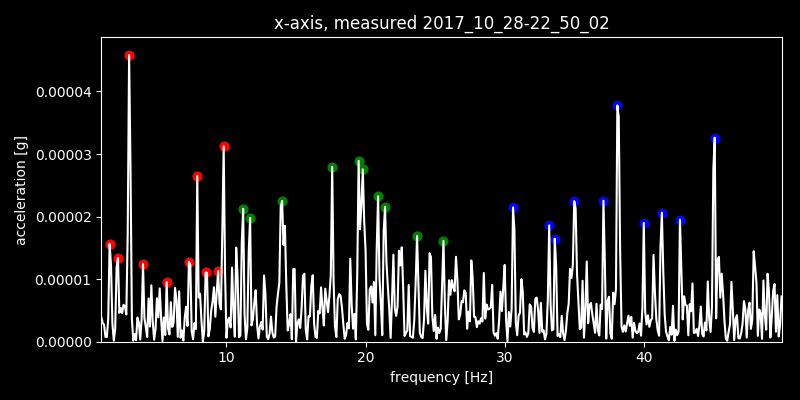 x-axis, measured 2017_10_28-22_50_02
acceleration [g]
0.00004
0.00003
0.00002
0.00001
0.00000
10 20 30 40
frequency [Hz]